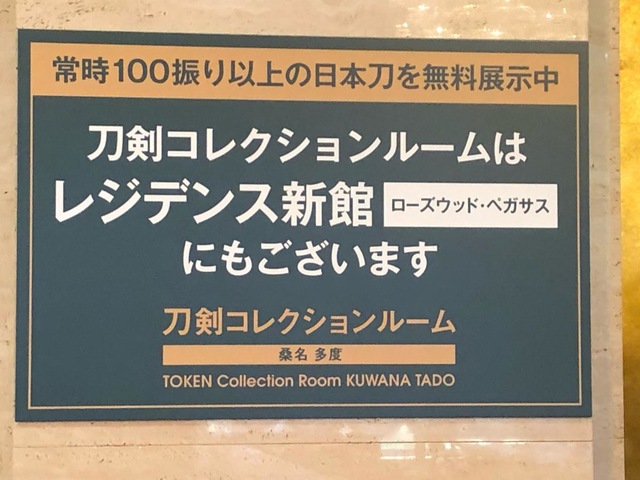 常時100振り以上の日本刀を無料展示中
刀剣コレクションルームは
レジデンス新館 ローズウッド・ペガサス
にもございます
刀剣コレクションルーム
桑名 多度
TOKEN Collection Room KUWANA TADO